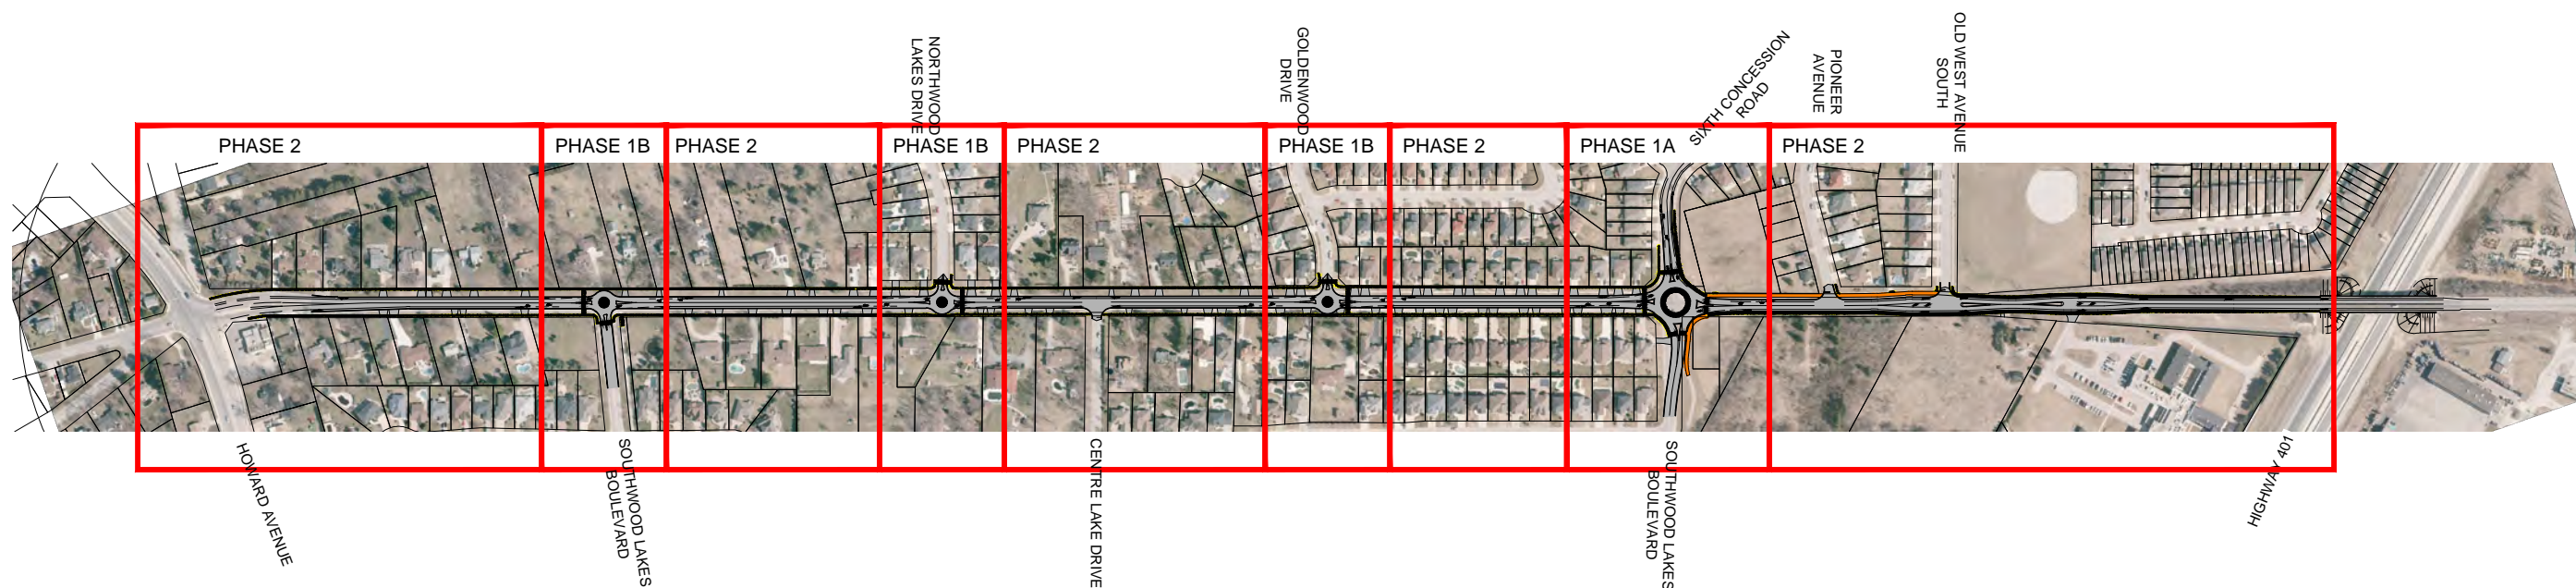 NORTHWOOD
LAKES DRIVE
GOLDENWOOD
DRIVE
SIXTH CONCESSION
ROAD
PIONEER
AVENUE
OLD WEST AVENUE
SOUTH
PHASE 2
PHASE 1B
PHASE 2
PHASE 1B
PHASE 2
PHASE 1B
PHASE 2
PHASE 1A
PHASE 2
HOWARD AVENUE
SOUTHWOOD LAKES
BOULEVARD
CENTRE LAKE DRIVE
SOUTHWOOD LAKES
BOULEVARD
HIGHWAY 401